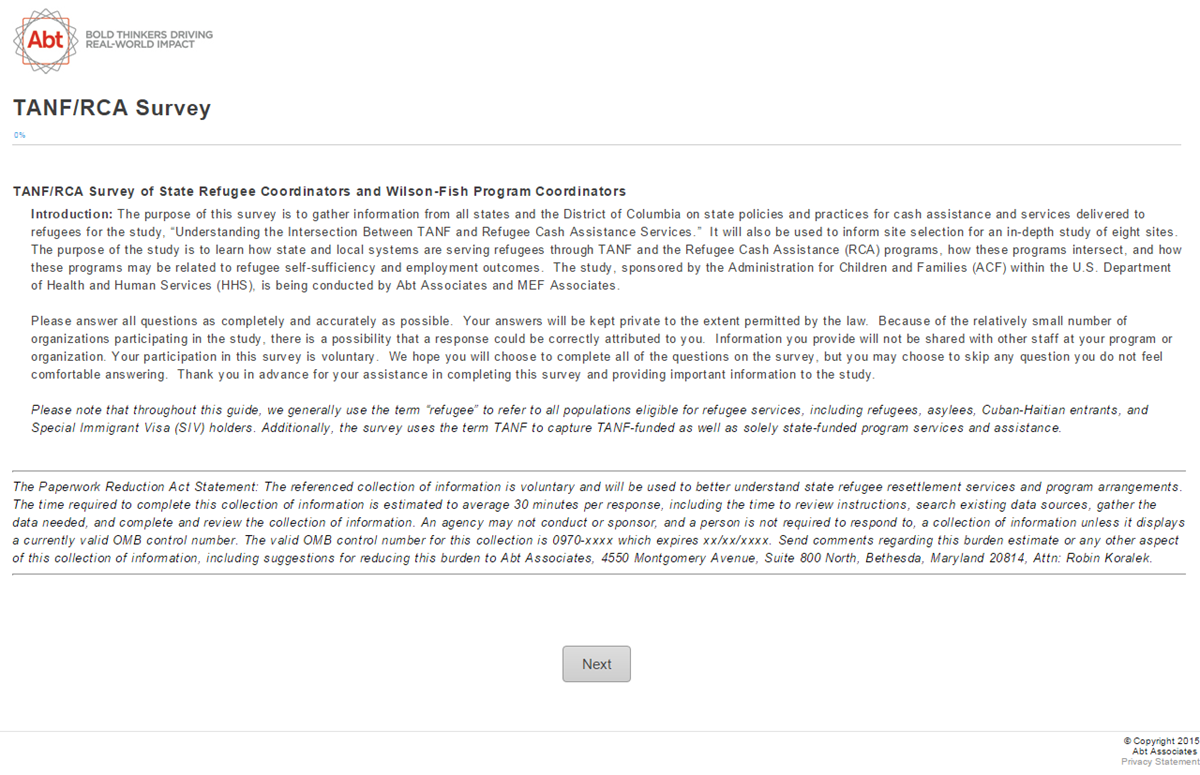 Abt
BOLD THINKERS DRIVING
REAL-WORLD IMPACT
TANF/RCA Survey
0%
TANF/RCA Survey of State Refugee Coordinators and Wilson-Fish Program Coordinators
Introduction: The purpose of this survey is to gather information from all states and the District of Columbia on state policies and practices for cash assistance and services delivered to
refugees for the study, “Understanding the Intersection Between TANF and Refugee Cash Assistance Services.” It will also be used to inform site selection for an in-depth study of eight sites.
The purpose of the study is to learn how state and local systems are serving refugees through TANF and the Refugee Cash Assistance (RCA) programs, how these programs intersect, and how
these programs may be related to refugee self-sufficiency and employment outcomes. The study, sponsored by the Administration for Children and Families (ACF) within the U.S. Department
of Health and Human Services (HHS), is being conducted by Abt Associates and MEF Associates.
Please answer all questions as completely and accurately as possible. Your answers will be kept private to the extent permitted by the law. Because of the relatively small number of
organizations participating in the study, there is a possibility that a response could be correctly attributed to you. Information you provide will not be shared with other staff at your program or
organization. Your participation in this survey is voluntary. We hope you will choose to complete all of the questions on the survey, but you may choose to skip any question you do not feel
comfortable answering. Thank you in advance for your assistance in completing this survey and providing important information to the study.
Please note that throughout this guide, we generally use the term “refugee” to refer to all populations eligible for refugee services, including refugees, asylees, Cuban-Haitian entrants, and
Special Immigrant Visa (SIV) holders. Additionally, the survey uses the term TANF to capture TANF-funded as well as solely state-funded program services and assistance.
The Paperwork Reduction Act Statement: The referenced collection of information is voluntary and will be used to better understand state refugee resettlement services and program arrangements.
The time required to complete this collection of information is estimated to average 30 minutes per response, including the time to review instructions, search existing data sources, gather the
data needed, and complete and review the collection of information. An agency may not conduct or sponsor, and a person is not required to respond to, a collection of information unless it displays
a currently valid OMB control number. The valid OMB control number for this collection is 0970-xxxx which expires xx/xx/xxxx. Send comments regarding this burden estimate or any other aspect
of this collection of information, including suggestions for reducing this burden to Abt Associates, 4550 Montgomery Avenue, Suite 800 North, Bethesda, Maryland 20814, Attn: Robin Koralek.
Next
© Copyright 2015
Abt Associates
Privacy Statement